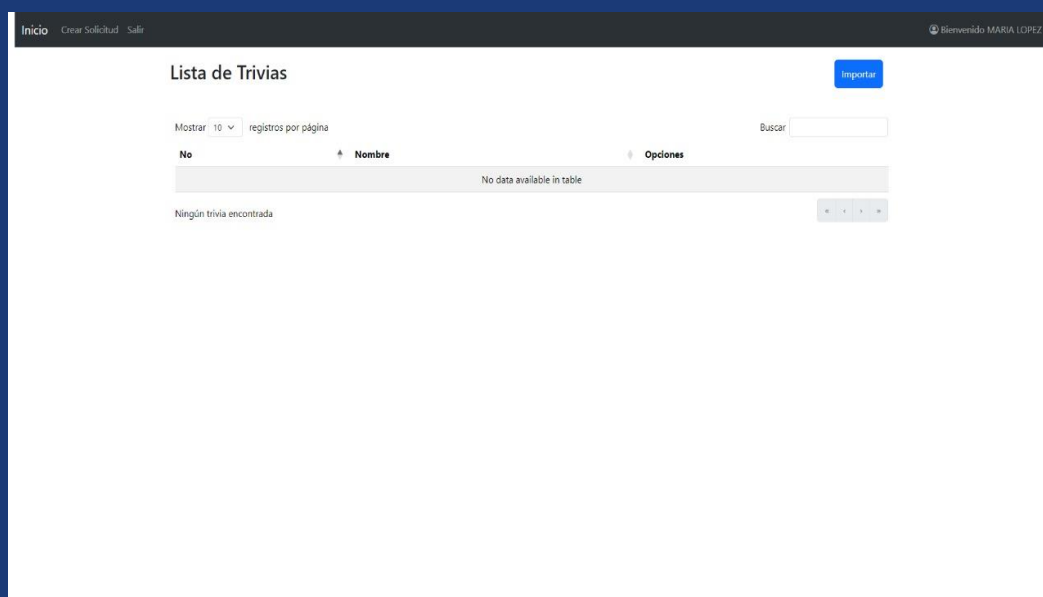 Inicio Crear Solicitud Salir Bienvenido MARIA LOPEZ
Lista de Trivias Importar
Mostrar 10 registros por página Buscar
No Nombre Opciones
No data available in table
Ningún trivia encontrada « ‹ › »